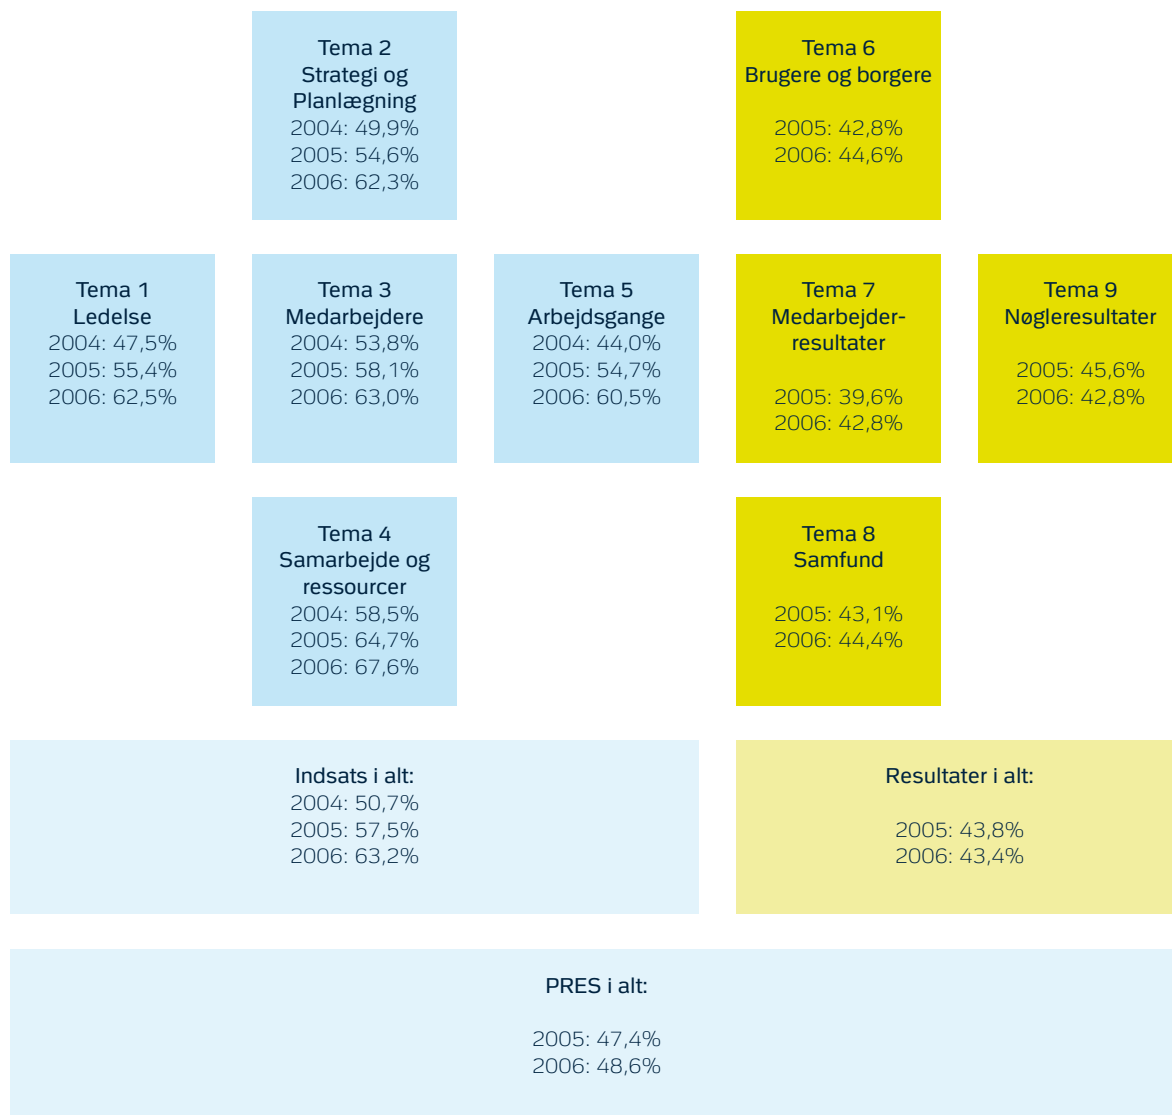 Tema 2
Strategi og
Planlægning
2004: 49,9%
2005: 54,6%
2006: 62,3%
Tema 6
Brugere og borgere
2005: 42,8%
2006: 44,6%
Tema 1
Ledelse
2004: 47,5%
2005: 55,4%
2006: 62,5%
Tema 3
Medarbejdere
2004: 53,8%
2005: 58,1%
2006: 63,0%
Tema 5
Arbejdsgange
2004: 44,0%
2005: 54,7%
2006: 60,5%
Tema 7
Medarbejder-
resultater
2005: 39,6%
2006: 42,8%
Tema 9
Nøgleresultater
2005: 45,6%
2006: 42,8%
Tema 4
Samarbejde og
ressourcer
2004: 58,5%
2005: 64,7%
2006: 67,6%
Tema 8
Samfund
2005: 43,1%
2006: 44,4%
Indsats i alt:
2004: 50,7%
2005: 57,5%
2006: 63,2%
Resultater i alt:
2005: 43,8%
2006: 43,4%
PRES i alt:
2005: 47,4%
2006: 48,6%